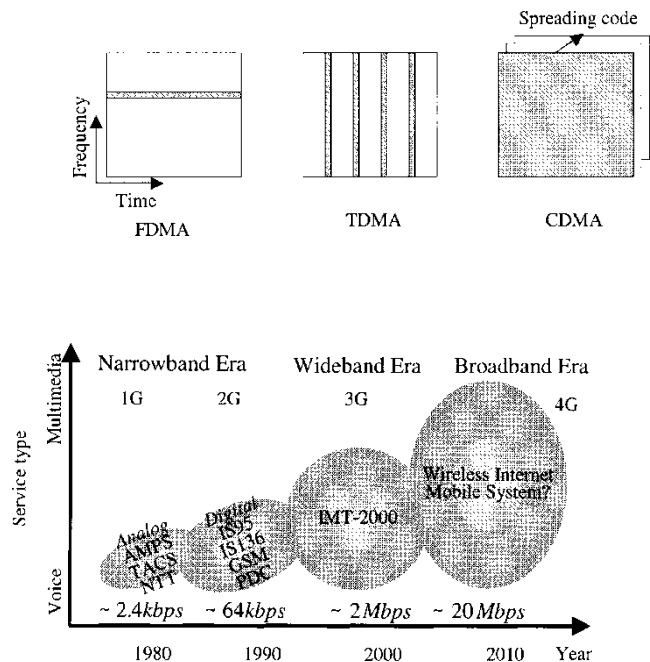 Spreading code
Frequency
Time
FDMA
TDMA
CDMA
Narrowband Era
Wideband Era
Broadband Era
1G
2G
3G
4G
Multimedia
Service type
Voice
Analog
AMPS
TACS
NTT
Digital
IS95
IS136
GSM
PDC
IMT-2000
Wireless Internet
Mobile System?
~ 2.4kbps
~ 64kbps
~ 2Mbps
~ 20Mbps
1980
1990
2000
2010
Year